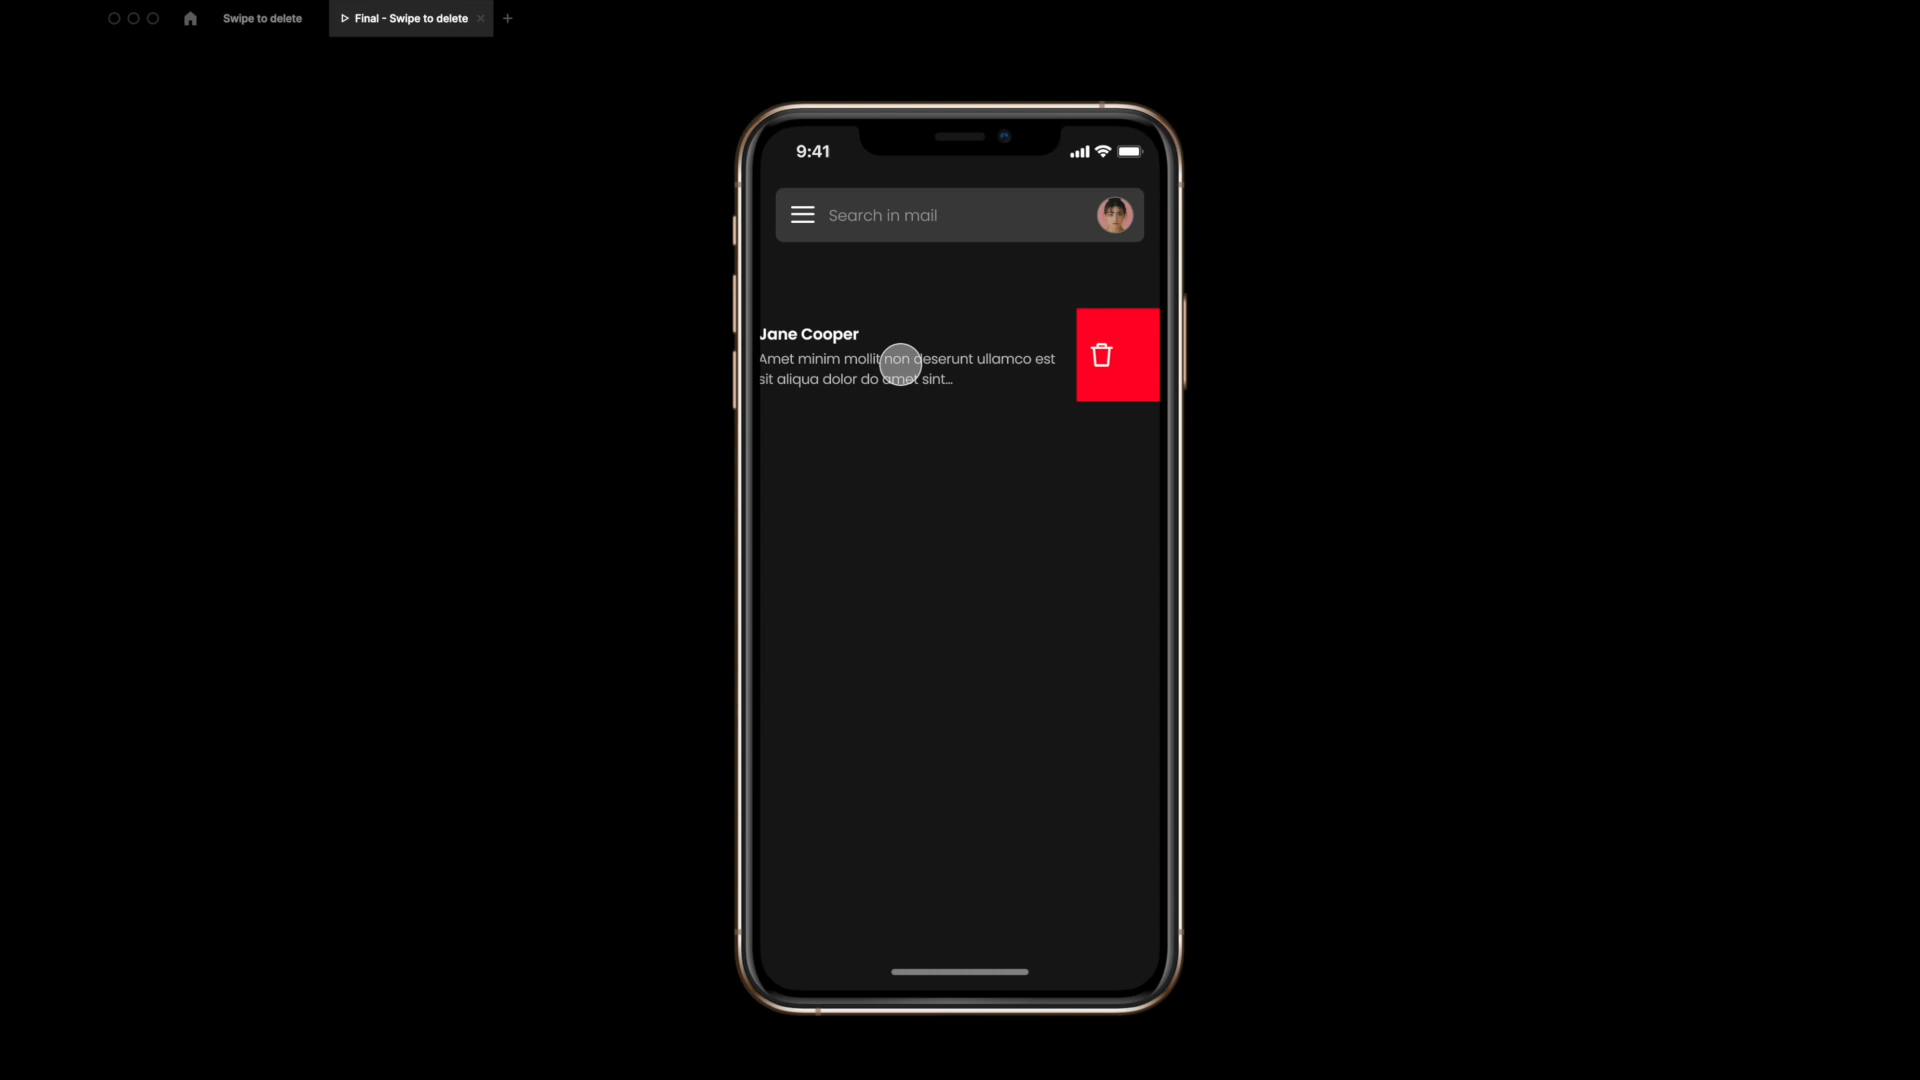 Swipe to delete
Final - Swipe to delete
9:41
Search in mail
Jane Cooper
Amet minim mollit non deserunt ullamco est
sit aliqua dolor do amet sint...